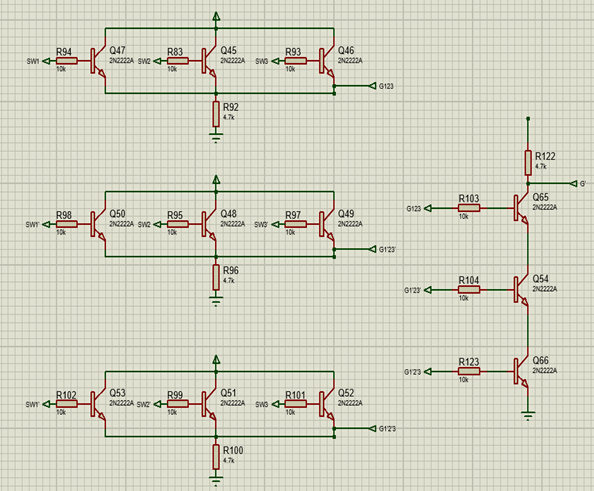 R94 Q47 R83 Q45 R93 Q46
SW1 10k 2N2222A SW2 10k 2N2222A SW3 10k 2N2222A
G123
R92
4.7k
R122
4.7k
G'
R98 Q50 R95 Q48 R97 Q49
SW1' 10k 2N2222A SW2 10k 2N2222A SW3' 10k 2N2222A
G1'23'
R96
4.7k
G123 R103 Q65
10k 2N2222A
G1'23' R104 Q54
10k 2N2222A
G1'2'3 R123 Q66
10k 2N2222A
R102 Q53 R99 Q51 R101 Q52
SW1' 10k 2N2222A SW2' 10k 2N2222A SW3 10k 2N2222A
G1'2'3
R100
4.7k